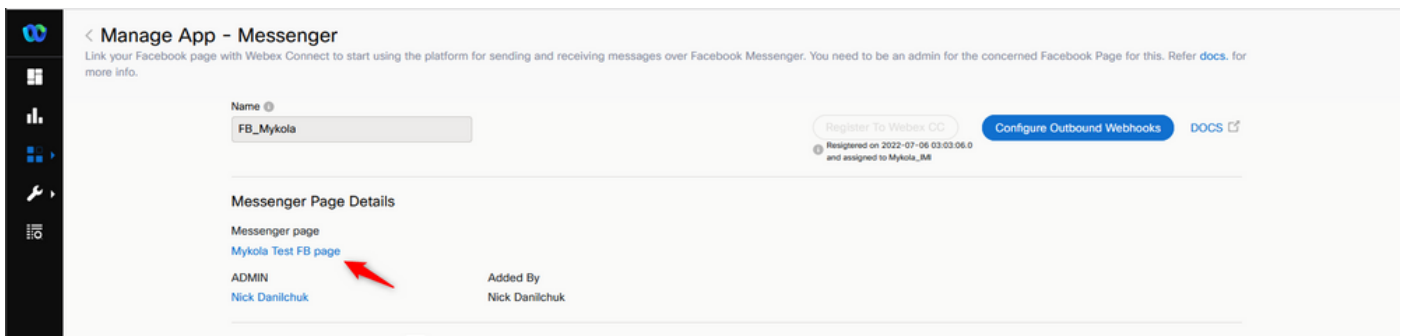 < Manage App - Messenger
Link your Facebook page with Webex Connect to start using the platform for sending and receiving messages over Facebook Messenger. You need to be an admin for the concerned Facebook Page for this. Refer docs. for
more info.
Name
FB_Mykola
Register To Webex CC
Configure Outbound Webhooks
DOCS
Resigtered on 2022-07-06 03:03:06.0
and assigned to Mykola_IMI
Messenger Page Details
Messenger page
Mykola Test FB page
ADMIN
Added By
Nick Danilchuk
Nick Danilchuk